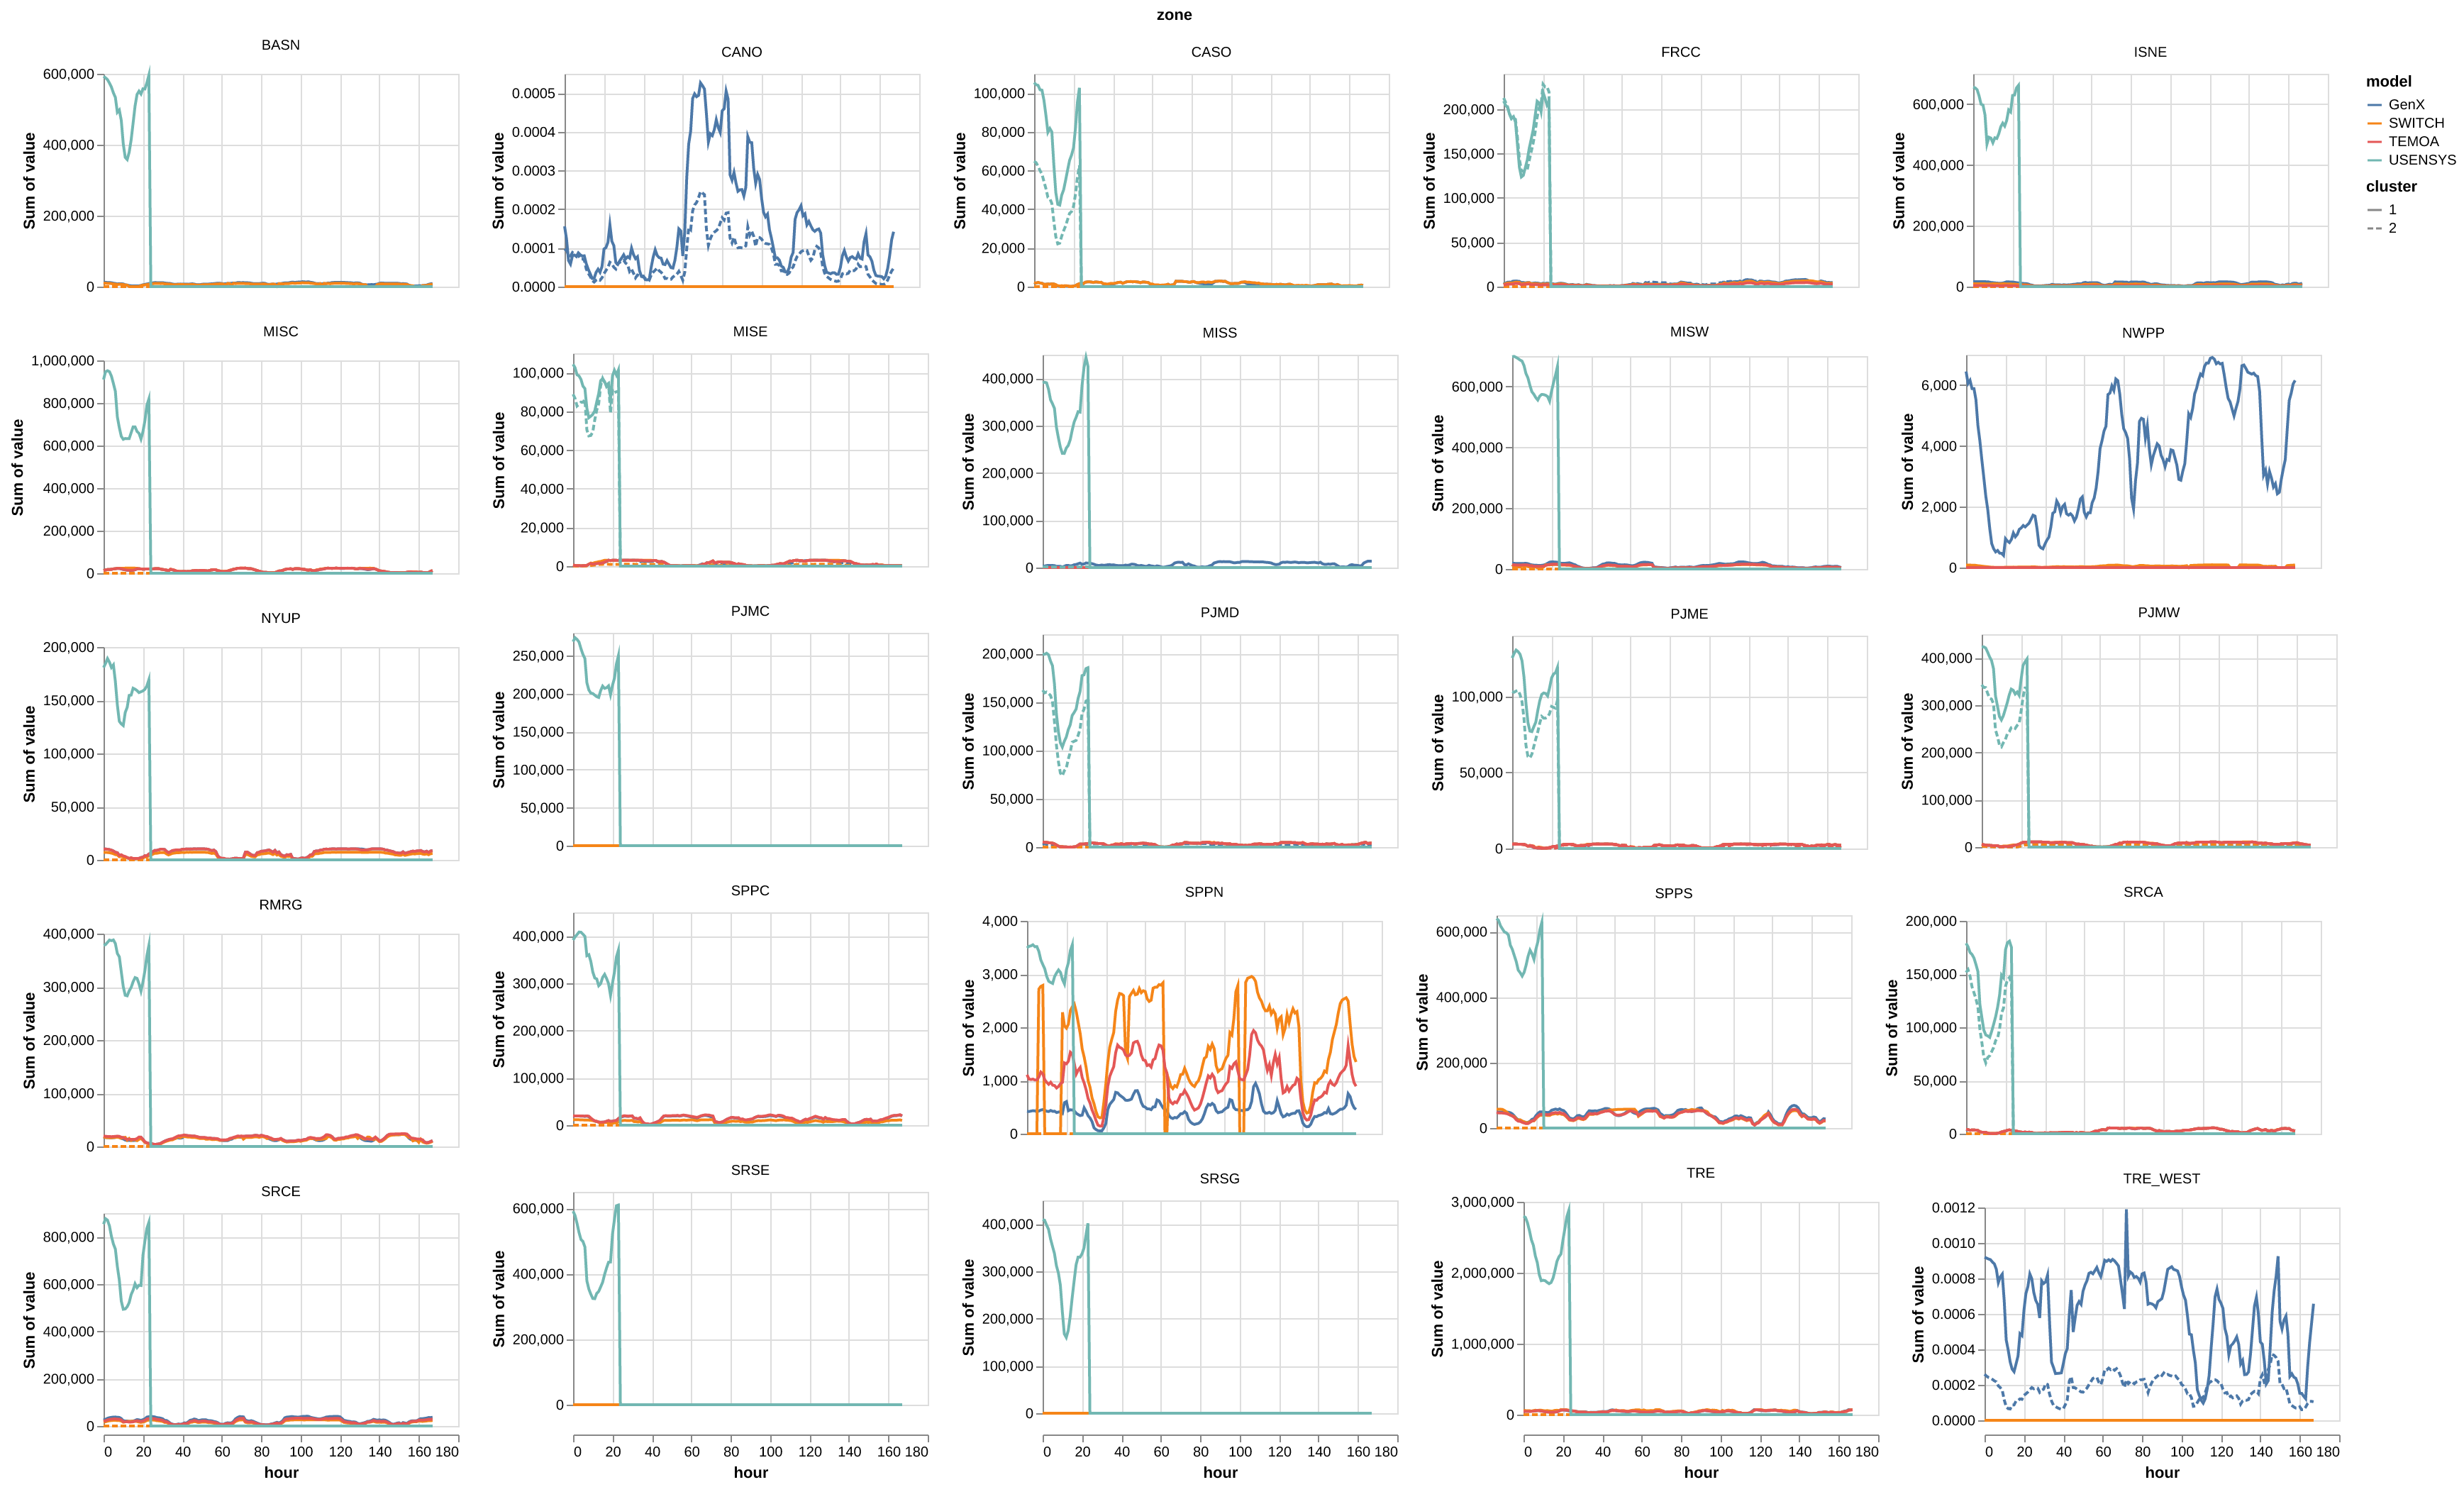 zone
BASN
CANO
CASO
FRCC
ISNE
model
GenX
SWITCH
TEMOA
USENSYS
cluster
1
2
Sum of value
600,000
400,000
200,000
0
Sum of value
0.0005
0.0004
0.0003
0.0002
0.0001
0.0000
Sum of value
100,000
80,000
60,000
40,000
20,000
0
Sum of value
200,000
150,000
100,000
50,000
0
Sum of value
600,000
400,000
200,000
0
MISC
MISE
MISS
MISW
NWPP
Sum of value
1,000,000
800,000
600,000
400,000
200,000
0
Sum of value
100,000
80,000
60,000
40,000
20,000
0
Sum of value
400,000
300,000
200,000
100,000
0
Sum of value
600,000
400,000
200,000
0
Sum of value
6,000
4,000
2,000
0
NYUP
PJMC
PJMD
PJME
PJMW
Sum of value
200,000
150,000
100,000
50,000
0
Sum of value
250,000
200,000
150,000
100,000
50,000
0
Sum of value
200,000
150,000
100,000
50,000
0
Sum of value
100,000
50,000
0
Sum of value
400,000
300,000
200,000
100,000
0
RMRG
SPPC
SPPN
SPPS
SRCA
Sum of value
400,000
300,000
200,000
100,000
0
Sum of value
400,000
300,000
200,000
100,000
0
Sum of value
4,000
3,000
2,000
1,000
0
Sum of value
600,000
400,000
200,000
0
Sum of value
200,000
150,000
100,000
50,000
0
SRCE
SRSE
SRSG
TRE
TRE_WEST
Sum of value
800,000
600,000
400,000
200,000
0
Sum of value
600,000
400,000
200,000
0
Sum of value
400,000
300,000
200,000
100,000
0
Sum of value
3,000,000
2,000,000
1,000,000
0
Sum of value
0.0012
0.0010
0.0008
0.0006
0.0004
0.0002
0.0000
0 20 40 60 80 100 120 140 160 180
hour
0 20 40 60 80 100 120 140 160 180
hour
0 20 40 60 80 100 120 140 160 180
hour
0 20 40 60 80 100 120 140 160 180
hour
0 20 40 60 80 100 120 140 160 180
hour